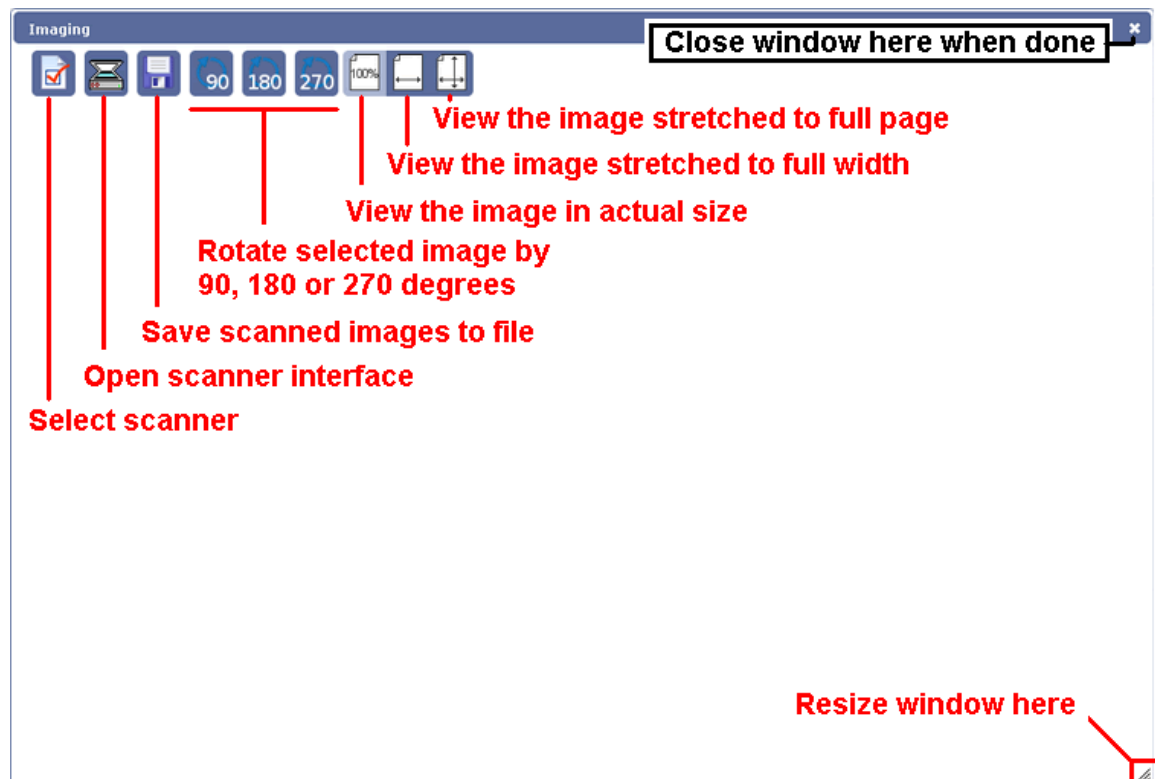 Imaging
Close window here when done
90 180 270 100%
View the image stretched to full page
View the image stretched to full width
View the image in actual size
Rotate selected image by
90, 180 or 270 degrees
Save scanned images to file
Open scanner interface
Select scanner
Resize window here